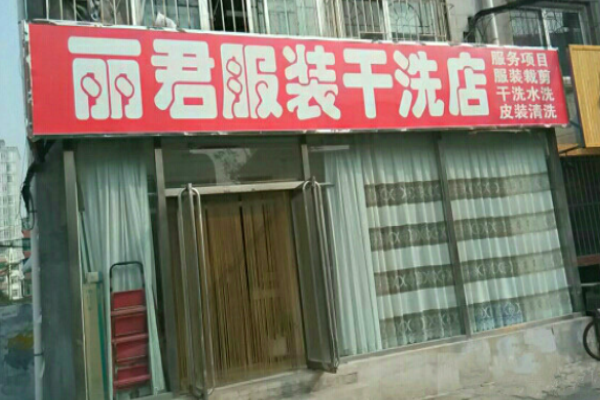 丽君服装干洗店
服务项目
服装裁剪
干洗水洗
皮装清洗